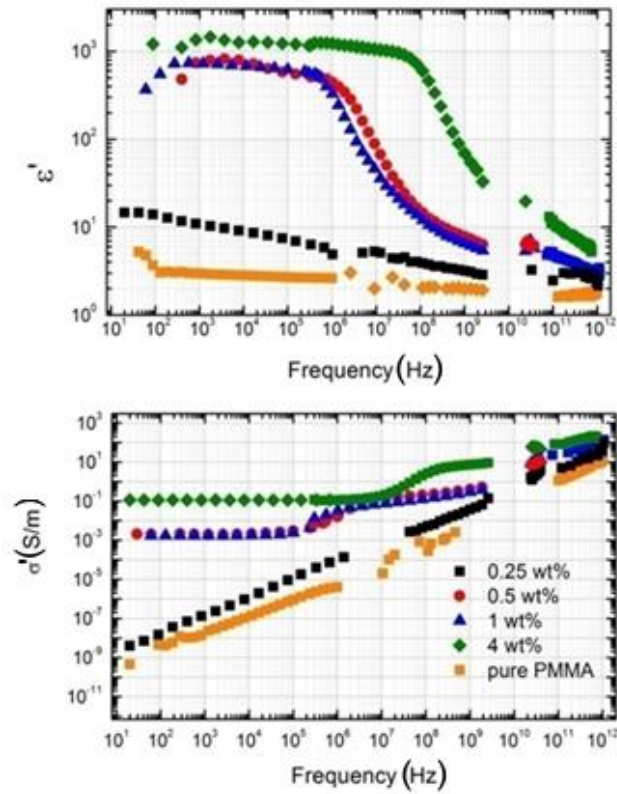 10³
10²
ε'
10¹
10⁰
10¹ 10² 10³ 10⁴ 10⁵ 10⁶ 10⁷ 10⁸ 10⁹ 10¹⁰ 10¹¹ 10¹²
Frequency (Hz)
10³
10¹
10⁻¹
σ' (S/m)
10⁻³
10⁻⁵
10⁻⁷
10⁻⁹
10⁻¹¹
0.25 wt%
0.5 wt%
1 wt%
4 wt%
pure PMMA
10¹ 10² 10³ 10⁴ 10⁵ 10⁶ 10⁷ 10⁸ 10⁹ 10¹⁰ 10¹¹ 10¹²
Frequency (Hz)